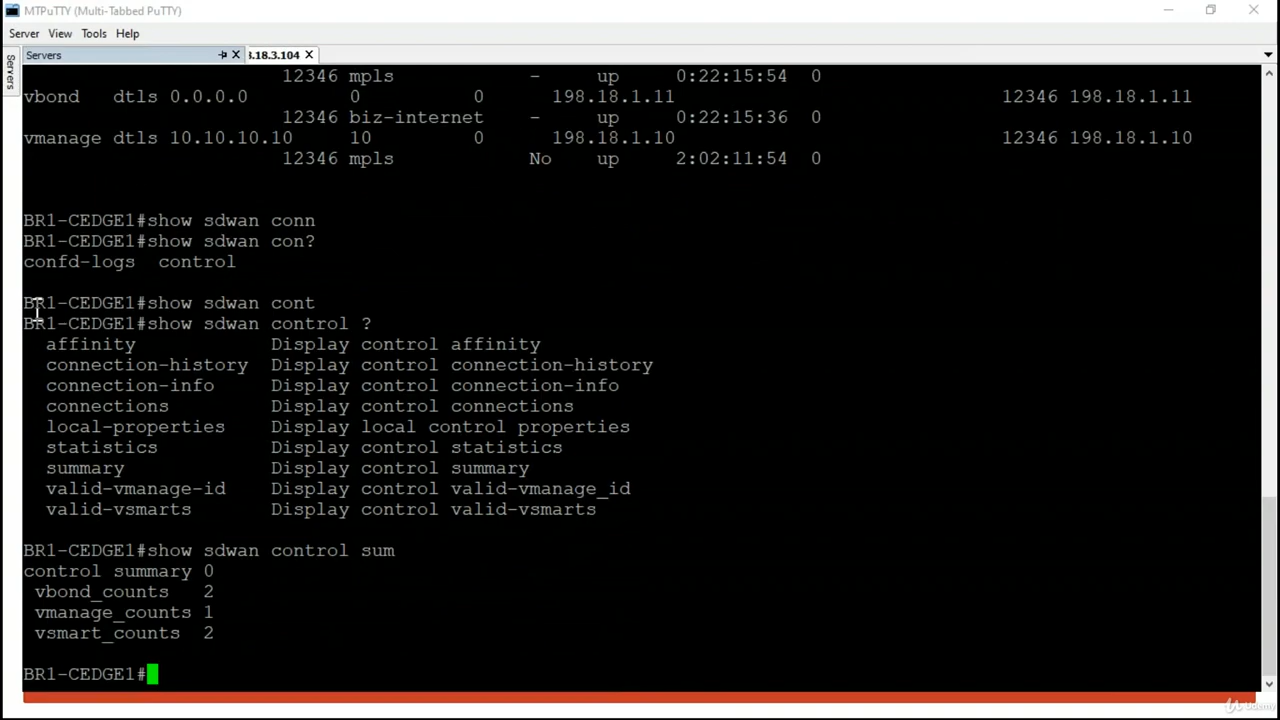 MTPuTTY (Multi-Tabbed PuTTY)
Server View Tools Help
Servers
Servers
.18.3.104
12346 mpls - up 0:22:15:54 0
vbond dtls 0.0.0.0 0 0 198.18.1.11 12346 198.18.1.11
12346 biz-internet - up 0:22:15:36 0
vmanage dtls 10.10.10.10 10 0 198.18.1.10 12346 198.18.1.10
12346 mpls No up 2:02:11:54 0
BR1-CEDGE1#show sdwan conn
BR1-CEDGE1#show sdwan con?
confd-logs control
BR1-CEDGE1#show sdwan cont
BR1-CEDGE1#show sdwan control ?
affinity Display control affinity
connection-history Display control connection-history
connection-info Display control connection-info
connections Display control connections
local-properties Display local control properties
statistics Display control statistics
summary Display control summary
valid-vmanage-id Display control valid-vmanage_id
valid-vsmarts Display control valid-vsmarts
BR1-CEDGE1#show sdwan control sum
control summary 0
vbond_counts 2
vmanage_counts 1
vsmart_counts 2
BR1-CEDGE1#
Udemy